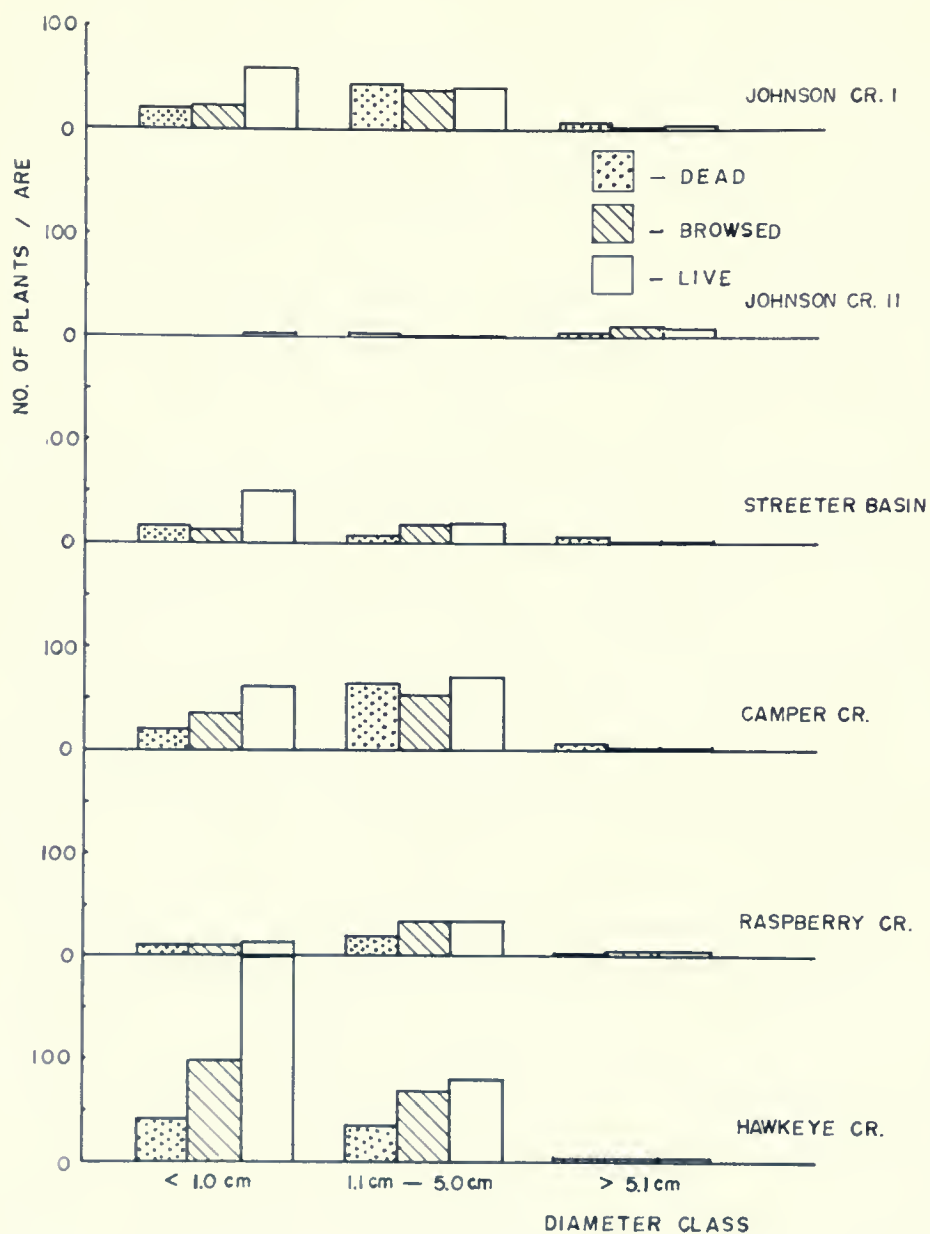 100
0
JOHNSON CR. I
– DEAD
– BROWSED
– LIVE
NO. OF PLANTS / ARE
100
0
JOHNSON CR. II
100
0
STREETER BASIN
100
0
CAMPER CR.
100
0
RASPBERRY CR.
100
0
HAWKEYE CR.
< 1.0 cm
1.1 cm – 5.0 cm
> 5.1 cm
DIAMETER CLASS